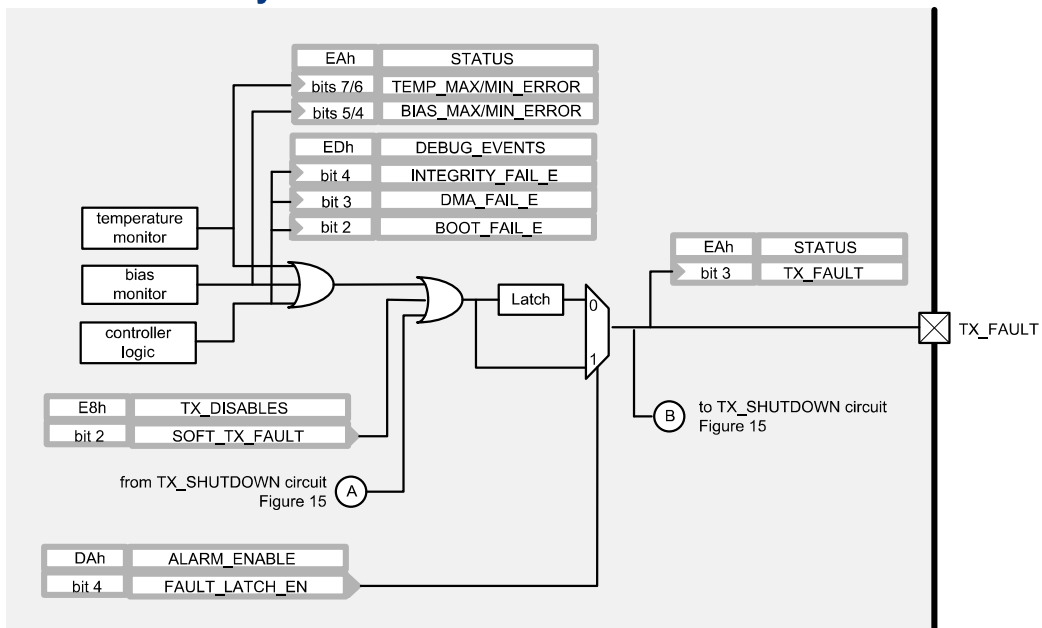 EAh STATUS
bits 7/6 TEMP_MAX/MIN_ERROR
bits 5/4 BIAS_MAX/MIN_ERROR
EDh DEBUG_EVENTS
bit 4 INTEGRITY_FAIL_E
bit 3 DMA_FAIL_E
bit 2 BOOT_FAIL_E
temperature
monitor
bias
monitor
controller
logic
EAh STATUS
bit 3 TX_FAULT
Latch
0
1
TX_FAULT
E8h TX_DISABLES
bit 2 SOFT_TX_FAULT
B
to TX_SHUTDOWN circuit
Figure 15
from TX_SHUTDOWN circuit
Figure 15
A
DAh ALARM_ENABLE
bit 4 FAULT_LATCH_EN